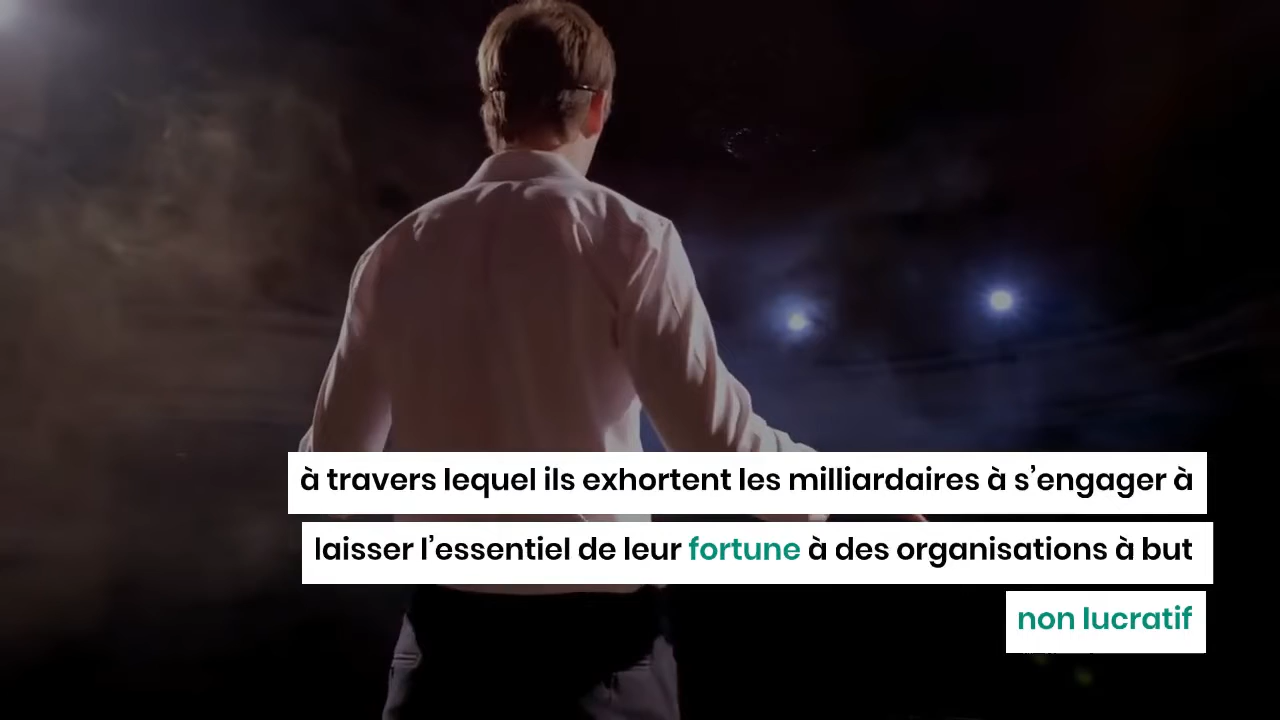 à travers lequel ils exhortent les milliardaires à s’engager à
laisser l’essentiel de leur fortune à des organisations à but
non lucratif